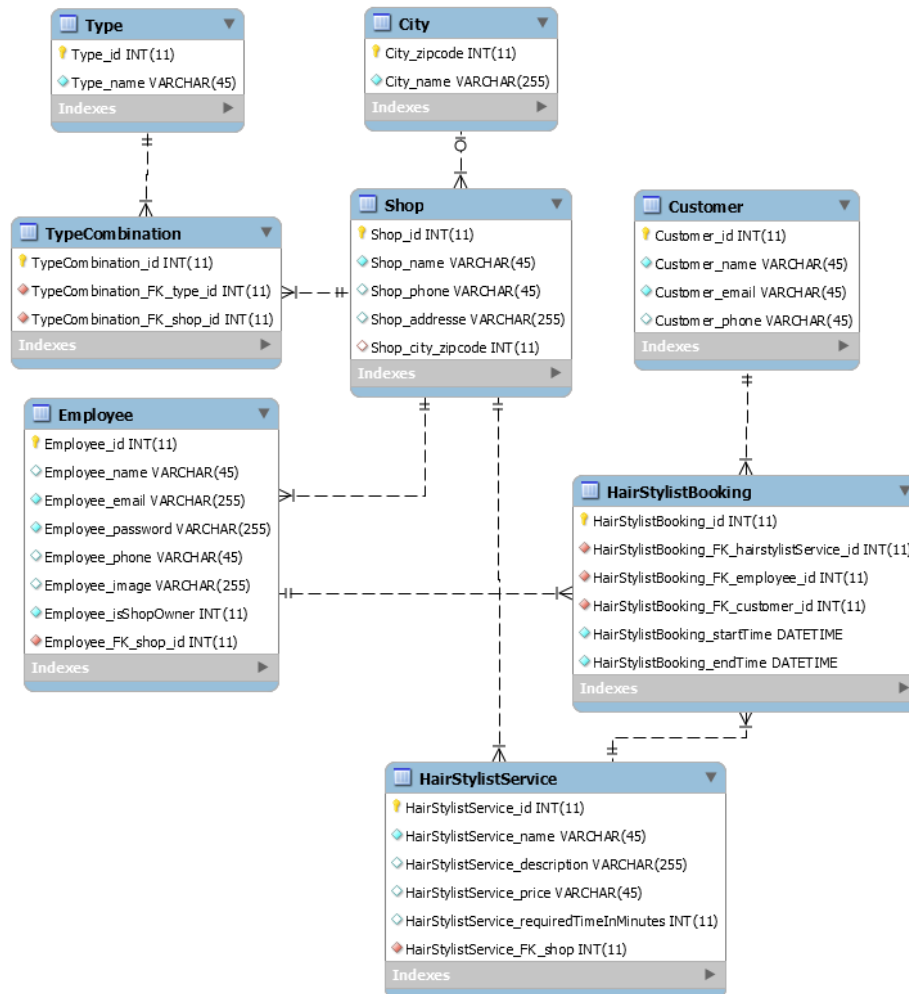 Type
Type_id INT(11)
Type_name VARCHAR(45)
Indexes
City
City_zipcode INT(11)
City_name VARCHAR(255)
Indexes
TypeCombination
TypeCombination_id INT(11)
TypeCombination_FK_type_id INT(11)
TypeCombination_FK_shop_id INT(11)
Indexes
Shop
Shop_id INT(11)
Shop_name VARCHAR(45)
Shop_phone VARCHAR(45)
Shop_addresse VARCHAR(255)
Shop_city_zipcode INT(11)
Indexes
Customer
Customer_id INT(11)
Customer_name VARCHAR(45)
Customer_email VARCHAR(45)
Customer_phone VARCHAR(45)
Indexes
Employee
Employee_id INT(11)
Employee_name VARCHAR(45)
Employee_email VARCHAR(255)
Employee_password VARCHAR(255)
Employee_phone VARCHAR(45)
Employee_image VARCHAR(255)
Employee_isShopOwner INT(11)
Employee_FK_shop_id INT(11)
Indexes
HairStylistBooking
HairStylistBooking_id INT(11)
HairStylistBooking_FK_hairstylistService_id INT(11)
HairStylistBooking_FK_employee_id INT(11)
HairStylistBooking_FK_customer_id INT(11)
HairStylistBooking_startTime DATETIME
HairStylistBooking_endTime DATETIME
Indexes
HairStylistService
HairStylistService_id INT(11)
HairStylistService_name VARCHAR(45)
HairStylistService_description VARCHAR(255)
HairStylistService_price VARCHAR(45)
HairStylistService_requiredTimeInMinutes INT(11)
HairStylistService_FK_shop INT(11)
Indexes